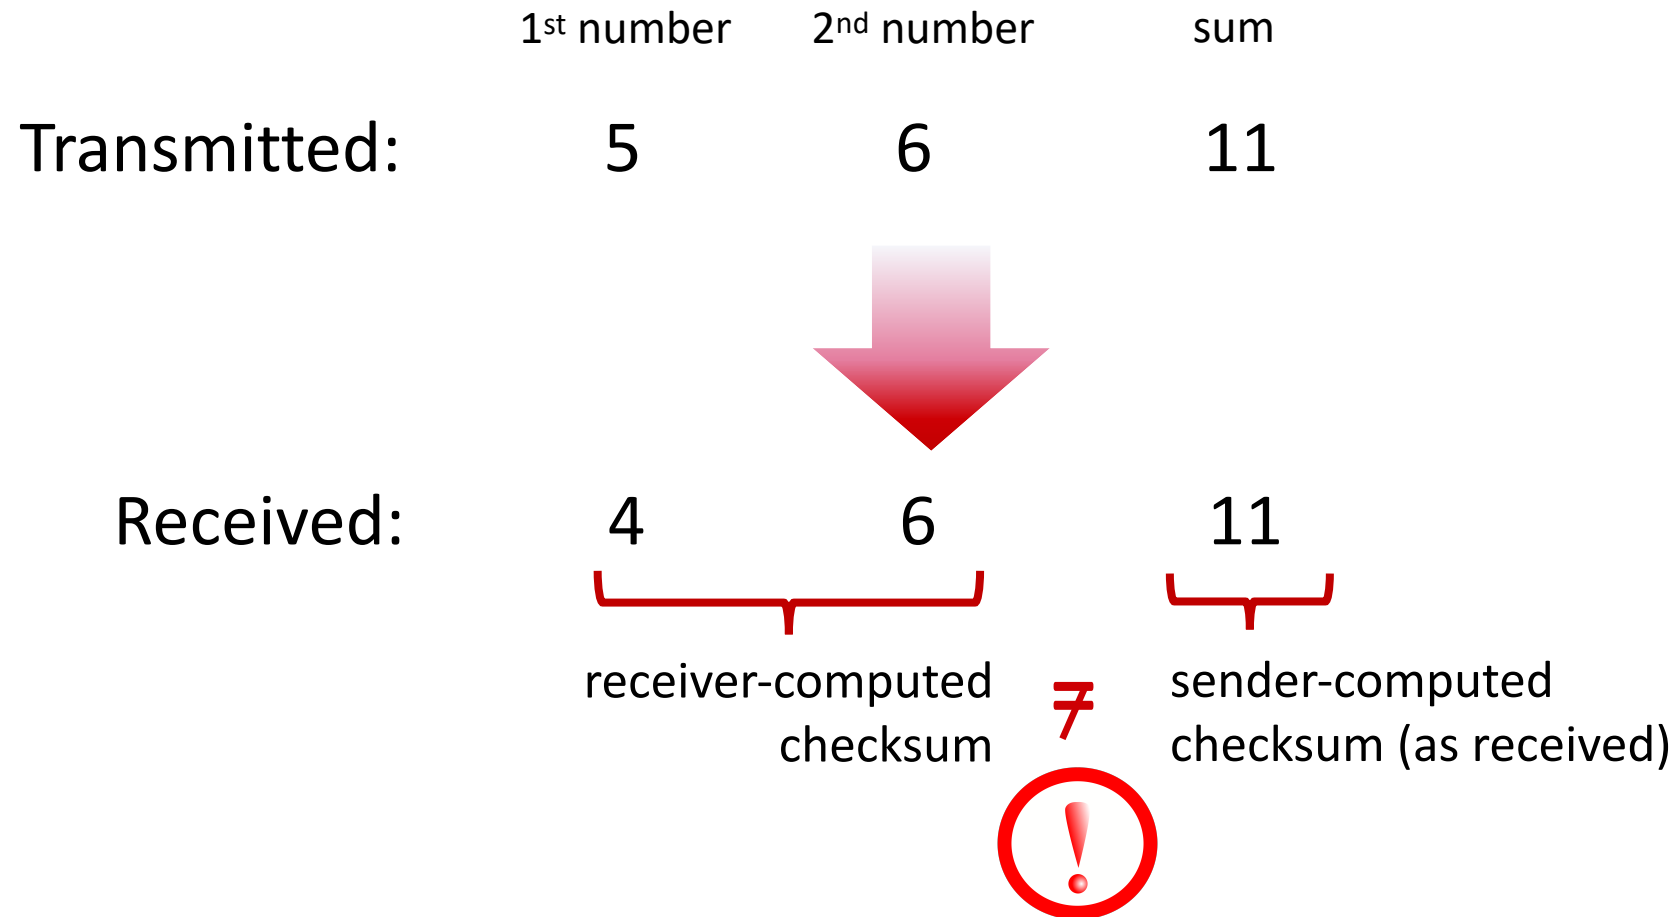 1st number 2nd number sum
Transmitted: 5 6 11
Received: 4 6 11
receiver-computed ≠ sender-computed
checksum checksum (as received)
!